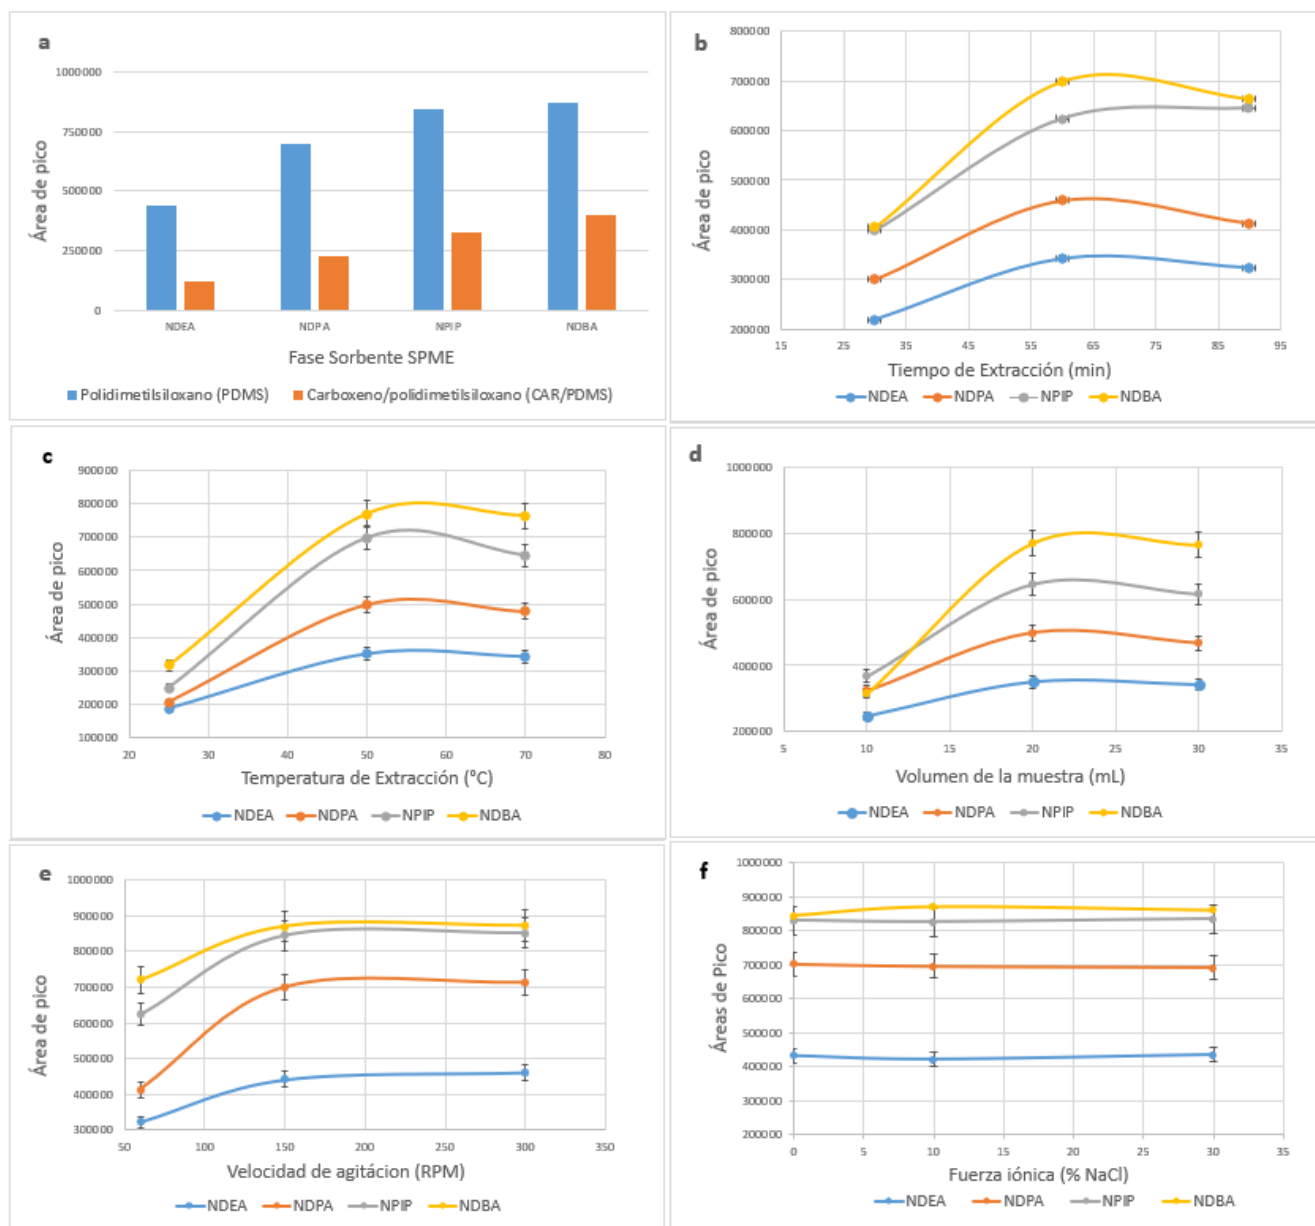 a
1000000
750000
500000
250000
0
Área de pico
NDEA NDPA NPIP NDBA
Fase Sorbente SPME
Polidimetilsiloxano (PDMS) Carboxeno/polidimetilsiloxano (CAR/PDMS)
b
800000
700000
600000
500000
400000
300000
200000
Área de pico
15 25 35 45 55 65 75 85 95
Tiempo de Extracción (min)
NDEA NDPA NPIP NDBA
c
900000
800000
700000
600000
500000
400000
300000
200000
100000
Área de pico
20 30 40 50 60 70 80
Temperatura de Extracción (°C)
NDEA NDPA NPIP NDBA
d
1000000
800000
600000
400000
200000
Área de pico
5 10 15 20 25 30 35
Volumen de la muestra (mL)
NDEA NDPA NPIP NDBA
e
1000000
900000
800000
700000
600000
500000
400000
300000
Área de pico
50 100 150 200 250 300 350
Velocidad de agitácion (RPM)
NDEA NDPA NPIP NDBA
f
1000000
900000
800000
700000
600000
500000
400000
300000
200000
Áreas de Pico
0 5 10 15 20 25 30 35
Fuerza iónica (% NaCl)
NDEA NDPA NPIP NDBA